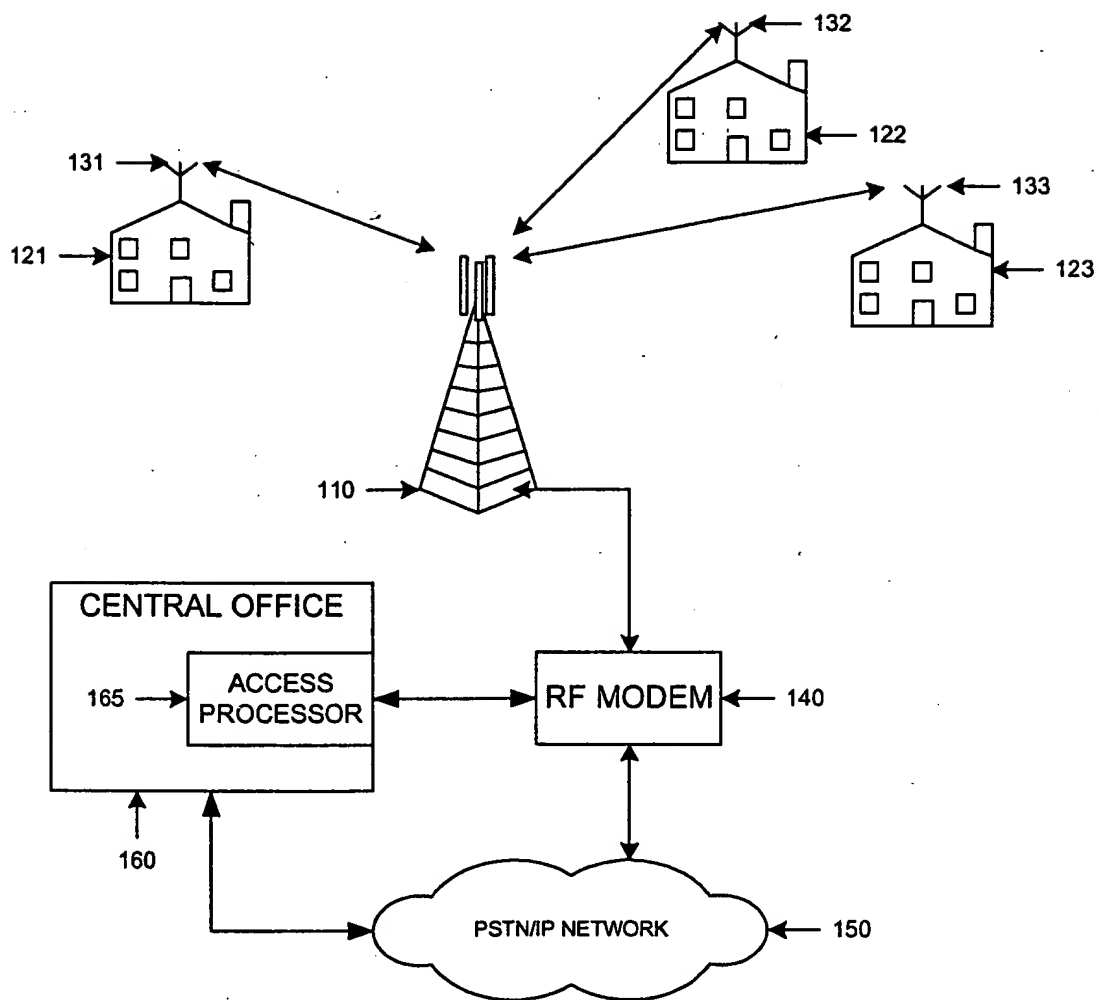 132
131
122
133
121
123
110
CENTRAL OFFICE
165
ACCESS
PROCESSOR
RF MODEM
140
160
PSTN/IP NETWORK
150